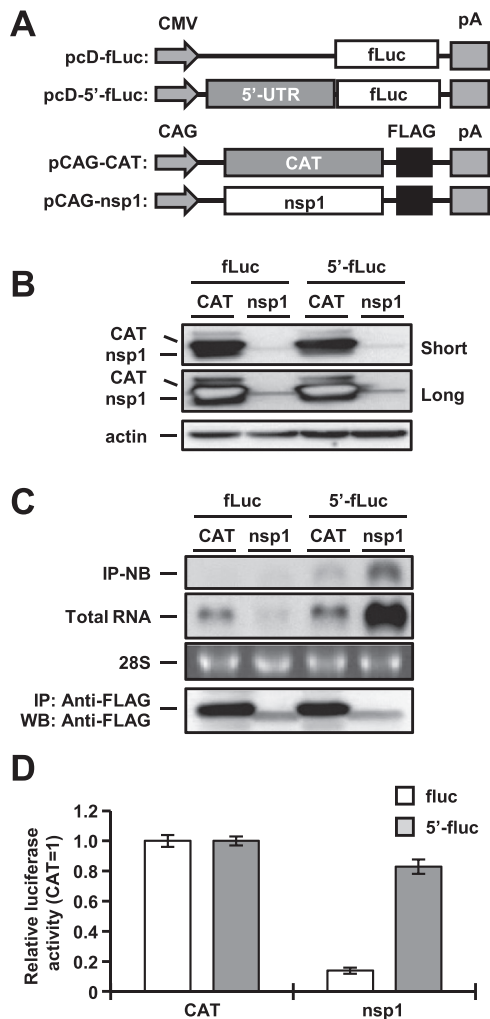 A
CMV
pA
pcD-fLuc:
fLuc
pcD-5’-fLuc:
5’-UTR
fLuc
CAG
FLAG
pA
pCAG-CAT:
CAT
pCAG-nsp1:
nsp1
B
fLuc
5’-fLuc
CAT
nsp1
CAT
nsp1
CAT
nsp1
Short
CAT
nsp1
Long
actin
C
fLuc
5’-fLuc
CAT
nsp1
CAT
nsp1
IP-NB
Total RNA
28S
IP: Anti-FLAG
WB: Anti-FLAG
D
fluc
5’-fluc
Relative luciferase
activity (CAT=1)
1.2
1.0
0.8
0.6
0.4
0.2
0
CAT
nsp1